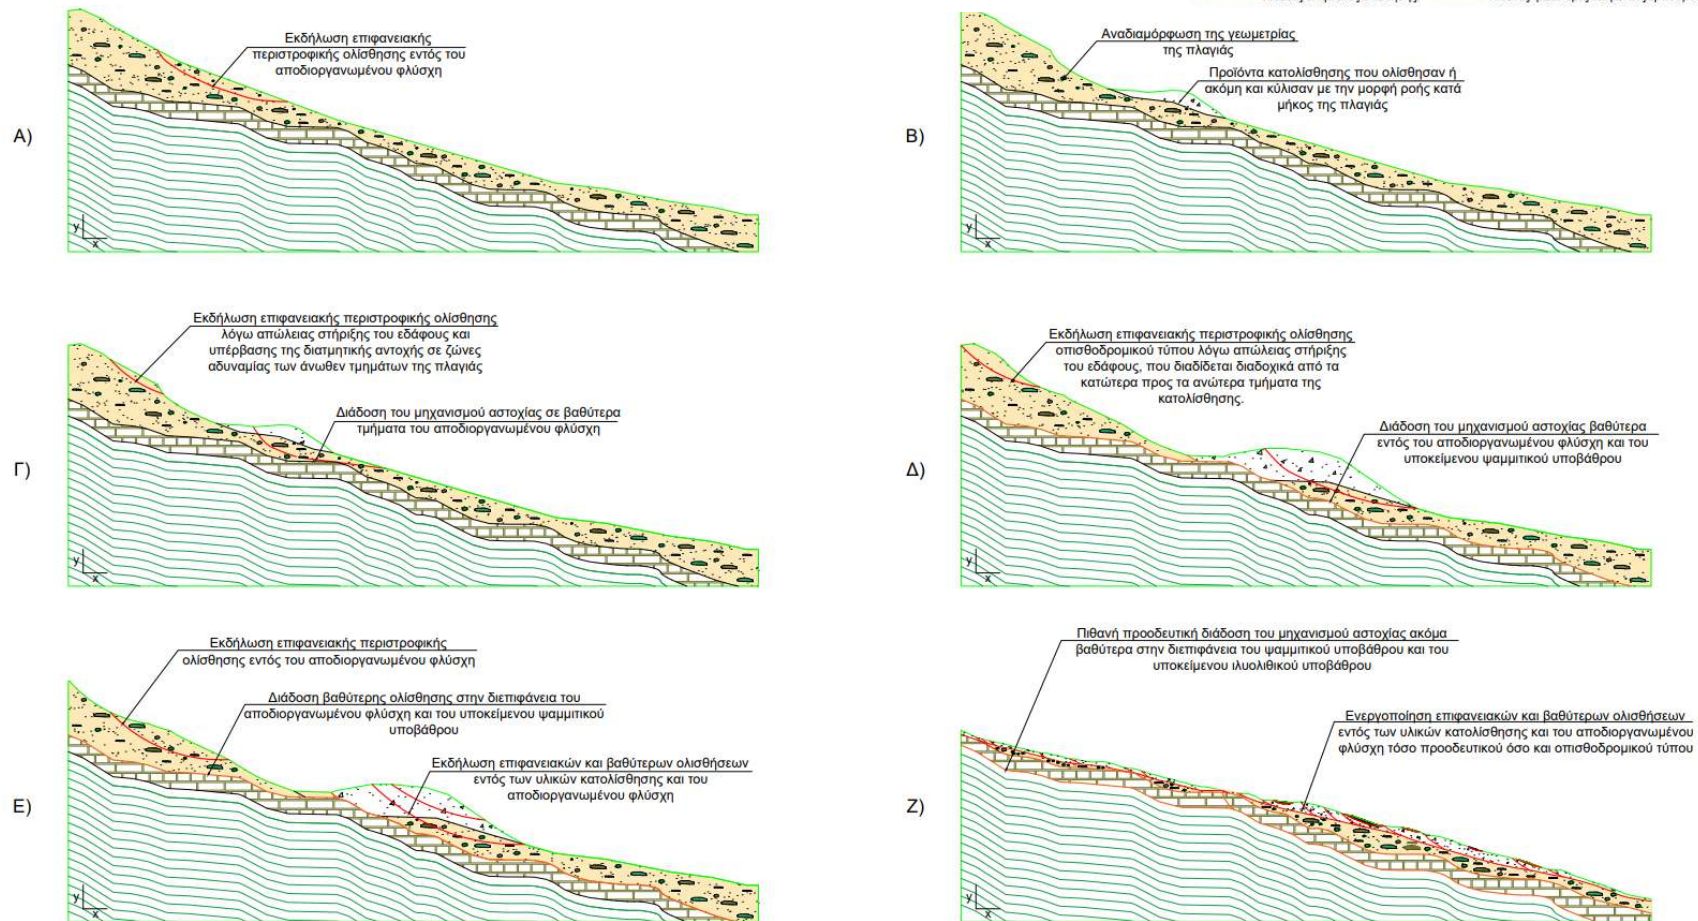 Α)
Εκδήλωση επιφανειακής
περιστροφικής ολίσθησης εντός του
αποδιοργανωμένου φλύσχη
y
x
Β)
Αναδιαμόρφωση της γεωμετρίας
της πλαγιάς
Προϊόντα κατολίσθησης που ολίσθησαν ή
ακόμη και κύλισαν με την μορφή ροής κατά
μήκος της πλαγιάς
y
x
Γ)
Εκδήλωση επιφανειακής περιστροφικής ολίσθησης
λόγω απώλειας στήριξης του εδάφους και
υπέρβασης της διατμητικής αντοχής σε ζώνες
αδυναμίας των άνωθεν τμημάτων της πλαγιάς
Διάδοση του μηχανισμού αστοχίας σε βαθύτερα
τμήματα του αποδιοργανωμένου φλύσχη
y
x
Δ)
Εκδήλωση επιφανειακής περιστροφικής ολίσθησης
οπισθοδρομικού τύπου λόγω απώλειας στήριξης
του εδάφους, που διαδίδεται διαδοχικά από τα
κατώτερα προς τα ανώτερα τμήματα της
κατολίσθησης.
Διάδοση του μηχανισμού αστοχίας βαθύτερα
εντός του αποδιοργανωμένου φλύσχη και του
υποκείμενου ψαμμιτικού υποβάθρου
y
x
Ε)
Εκδήλωση επιφανειακής περιστροφικής
ολίσθησης εντός του αποδιοργανωμένου φλύσχη
Διάδοση βαθύτερης ολίσθησης στην διεπιφάνεια του
αποδιοργανωμένου φλύσχη και του υποκείμενου ψαμμιτικού
υποβάθρου
Εκδήλωση επιφανειακών και βαθύτερων ολισθήσεων
εντός των υλικών κατολίσθησης και του
αποδιοργανωμένου φλύσχη
y
x
Ζ)
Πιθανή προοδευτική διάδοση του μηχανισμού αστοχίας ακόμα
βαθύτερα στην διεπιφάνεια του ψαμμιτικού υποβάθρου και του
υποκείμενου ιλυολιθικού υποβάθρου
Ενεργοποίηση επιφανειακών και βαθύτερων ολισθήσεων
εντός των υλικών κατολίσθησης και του αποδιοργανωμένου
φλύσχη τόσο προοδευτικού όσο και οπισθοδρομικού τύπου
y
x